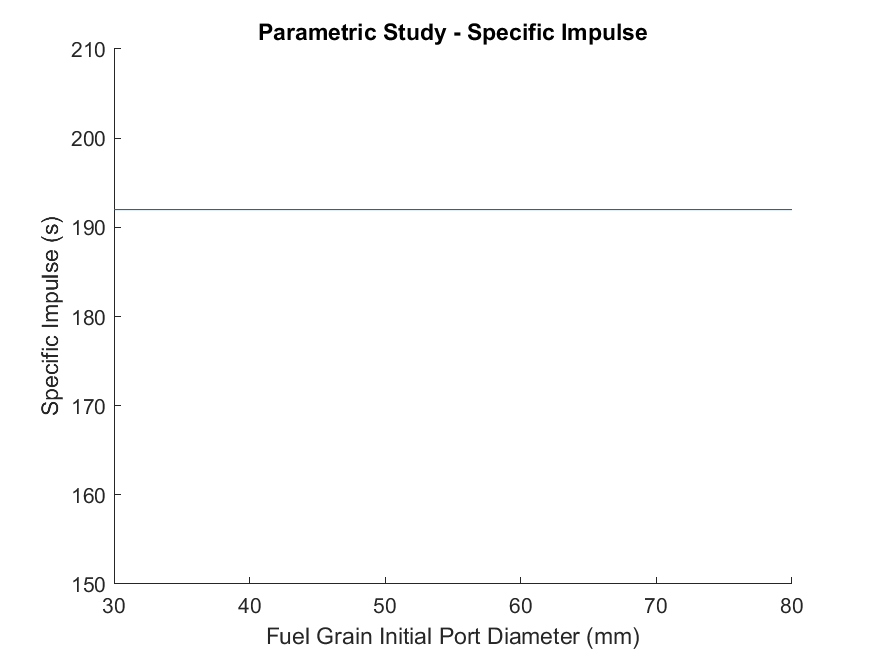 Parametric Study - Specific Impulse
210
200
190
180
170
160
150
Specific Impulse (s)
30 40 50 60 70 80
Fuel Grain Initial Port Diameter (mm)